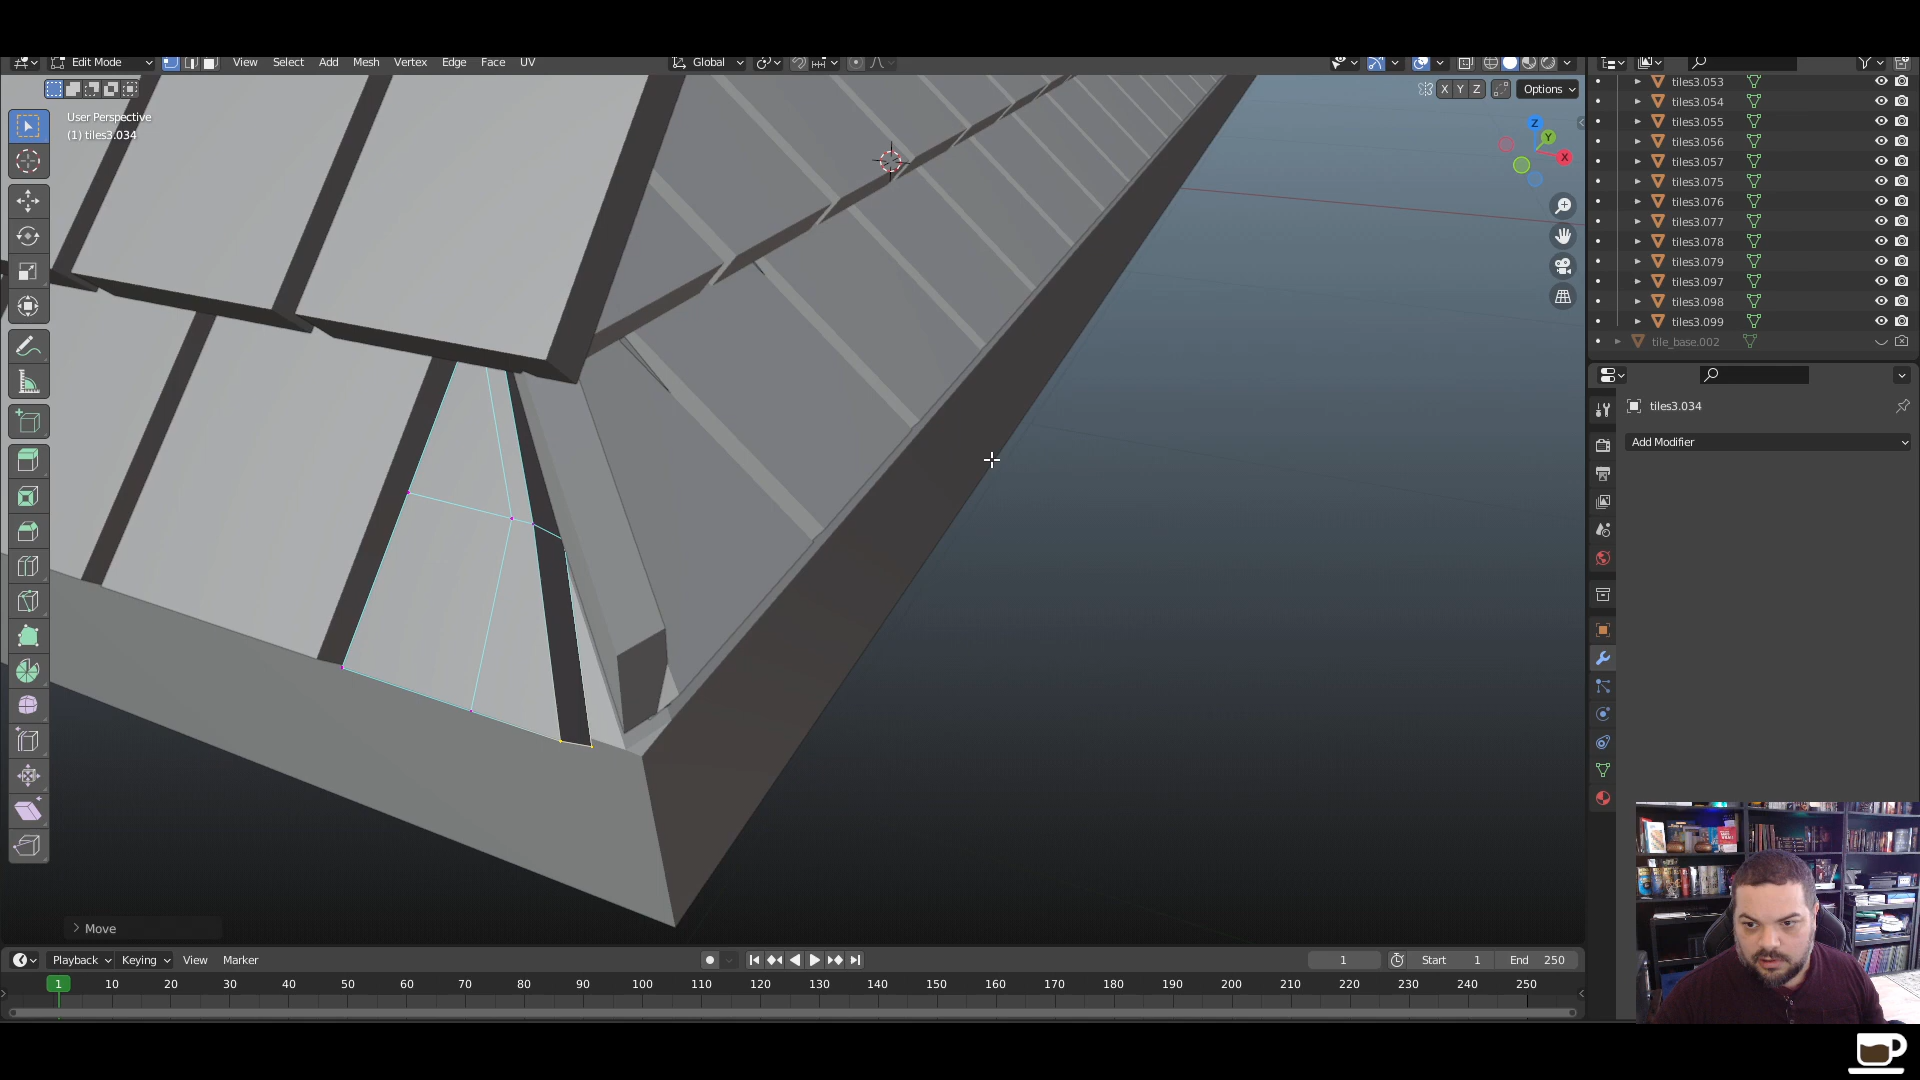 Edit Mode View Select Add Mesh Vertex Edge Face UV Global
X Y Z Options
User Perspective
(1) tiles3.034
Z
Y
X
tiles3.053
tiles3.054
tiles3.055
tiles3.056
tiles3.057
tiles3.075
tiles3.076
tiles3.077
tiles3.078
tiles3.079
tiles3.097
tiles3.098
tiles3.099
tile_base.002
tiles3.034
Add Modifier
Move
Playback Keying View Marker 1 Start 1 End 250
1 10 20 30 40 50 60 70 80 90 100 110 120 130 140 150 160 170 180 190 200 210 220 230 240 250